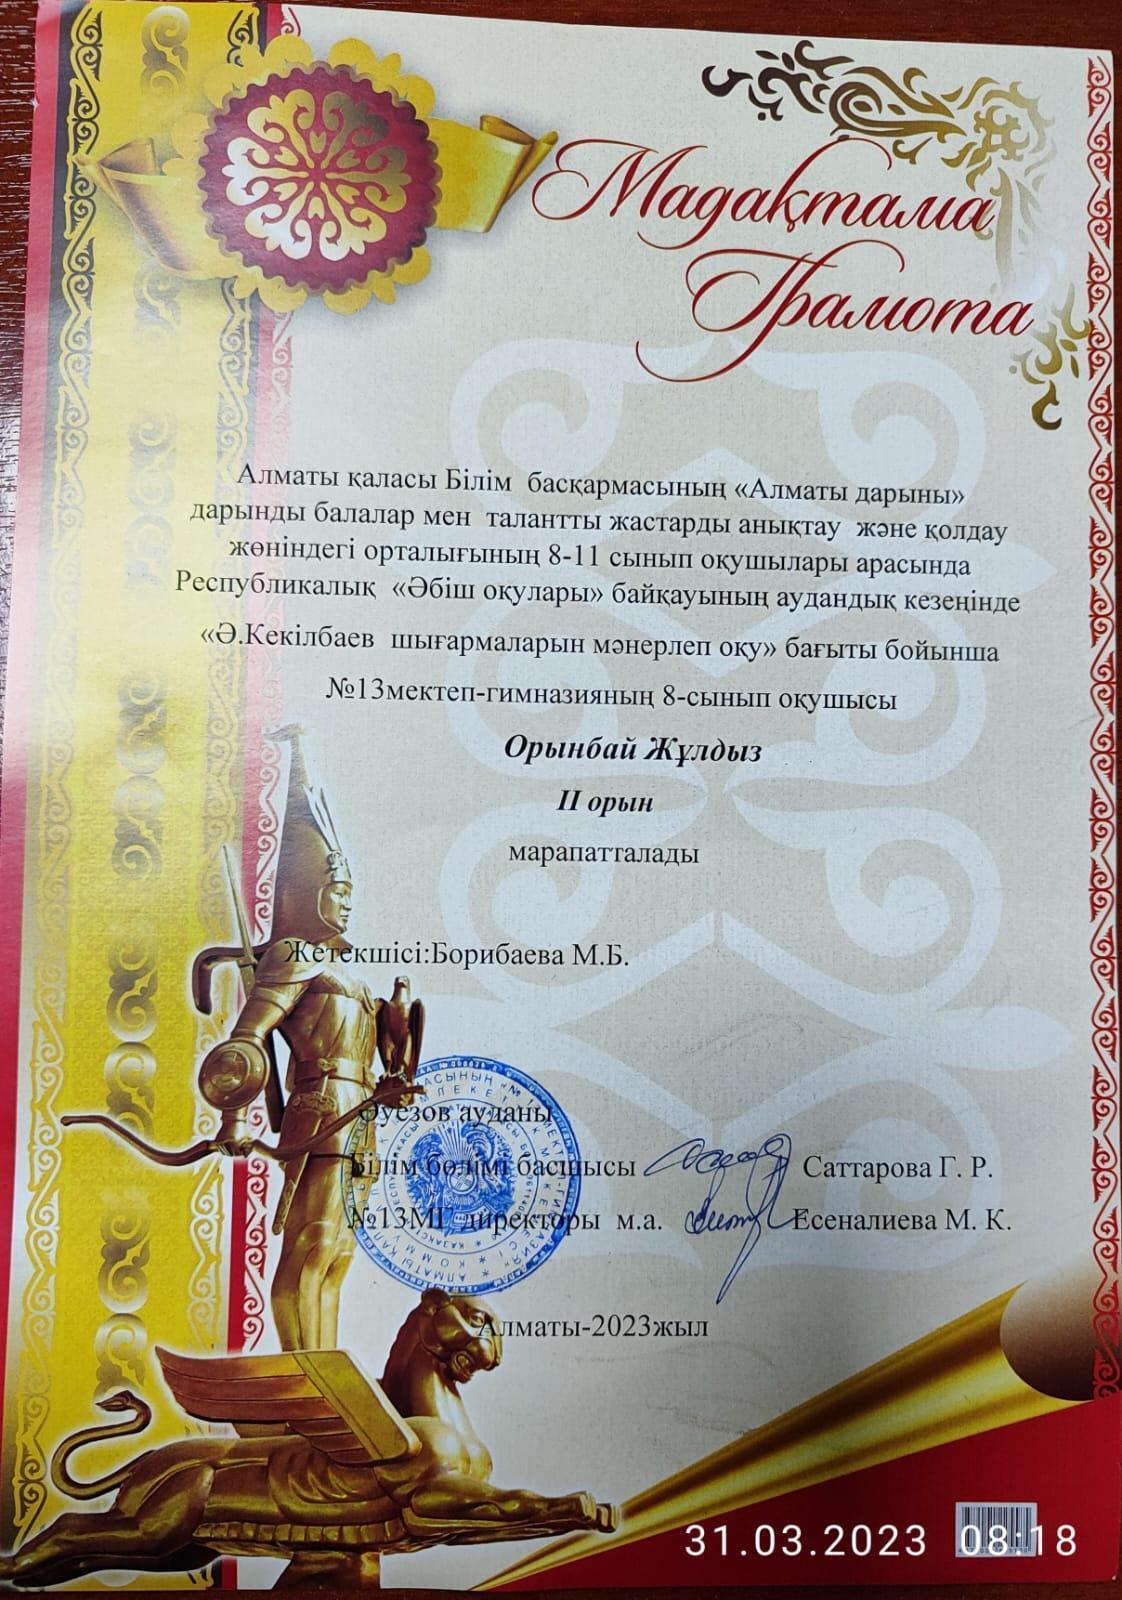 Мадақтама
Грамота
Алматы қаласы Білім басқармасының «Алматы дарыны»
дарынды балалар мен талантты жастарды анықтау және қолдау
жөніндегі орталығының 8-11 сынып оқушылары арасында
Республикалық «Әбіш оқулары» байқауының аудандық кезеңінде
«Ә.Кекілбаев шығармаларын мәнерлеп оқу» бағыты бойынша
№13мектеп-гимназияның 8-сынып оқушысы
Орынбай Жұлдыз
ІІ орын
марапатталады
Жетекшісі:Борибаева М.Б.
Әуезов ауданы
Білім бөлімі басшысы Саттарова Г. Р.
№13МГ директоры м.а. Есеналиева М. К.
Алматы-2023жыл
31.03.2023 08:18